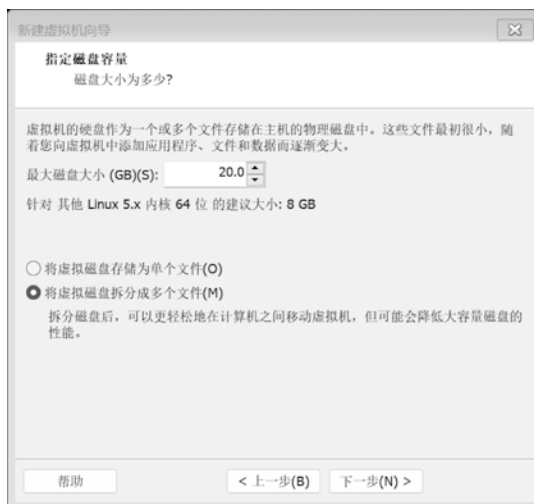 新建虚拟机向导
指定磁盘容量
磁盘大小为多少?
虚拟机的硬盘作为一个或多个文件存储在主机的物理磁盘中。这些文件最初很小，随
着您向虚拟机中添加应用程序、文件和数据而逐渐变大。
最大磁盘大小 (GB)(S): 20.0
针对 其他 Linux 5.x 内核 64 位 的建议大小: 8 GB
将虚拟磁盘存储为单个文件(O)
将虚拟磁盘拆分成多个文件(M)
拆分磁盘后，可以更轻松地在计算机之间移动虚拟机，但可能会降低大容量磁盘的
性能。
帮助 < 上一步(B) 下一步(N) >